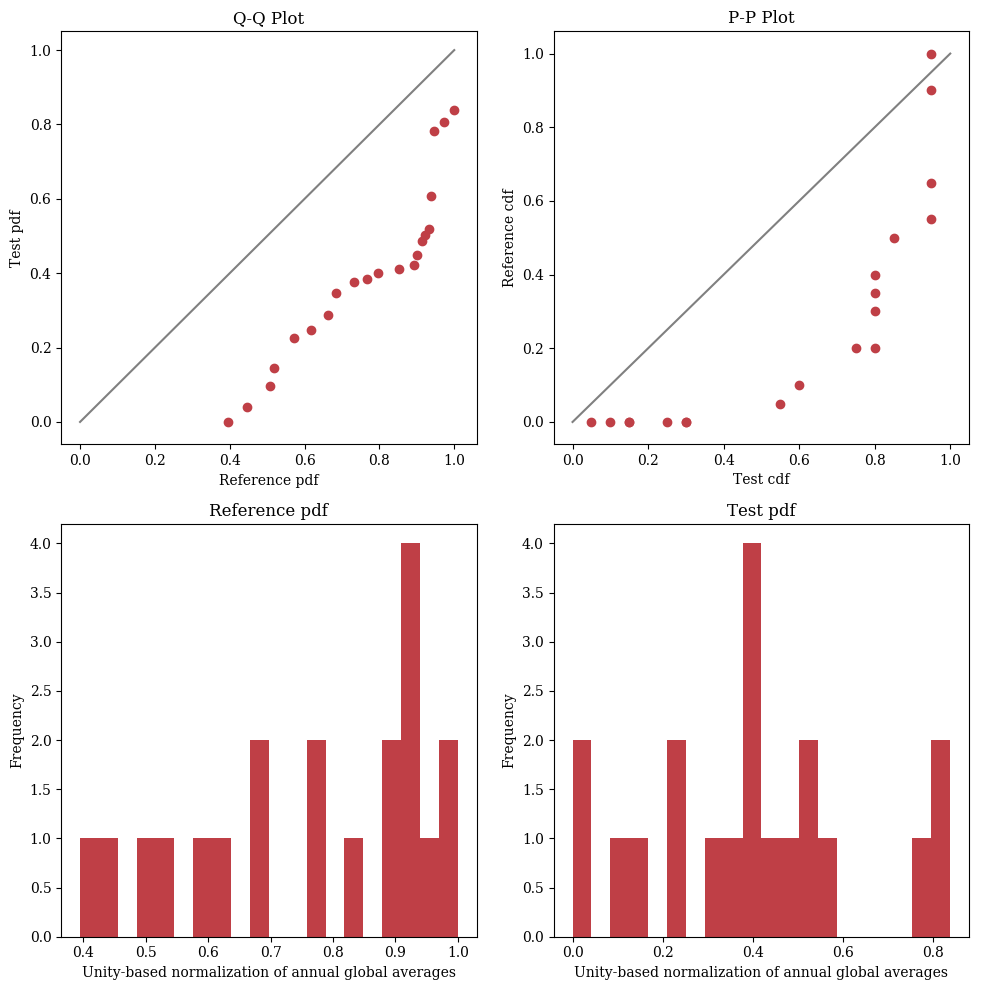 Q-Q Plot
1.0
0.8
0.6
0.4
0.2
0.0
Test pdf
0.0 0.2 0.4 0.6 0.8 1.0
Reference pdf
P-P Plot
1.0
0.8
0.6
0.4
0.2
0.0
Reference cdf
0.0 0.2 0.4 0.6 0.8 1.0
Test cdf
Reference pdf
4.0
3.5
3.0
2.5
2.0
1.5
1.0
0.5
0.0
Frequency
0.4 0.5 0.6 0.7 0.8 0.9 1.0
Unity-based normalization of annual global averages
Test pdf
4.0
3.5
3.0
2.5
2.0
1.5
1.0
0.5
0.0
Frequency
0.0 0.2 0.4 0.6 0.8
Unity-based normalization of annual global averages